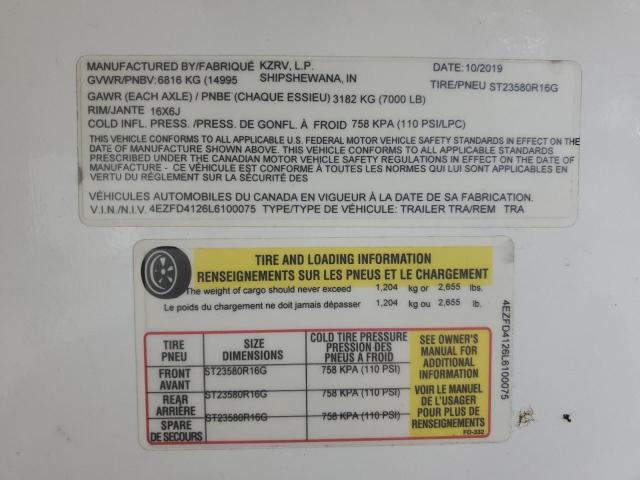 MANUFACTURED BY/FABRIQUÉ KZRV, L.P. DATE: 10/2019
GVWR/PNBV: 6816 KG (14995 SHIPSHEWANA, IN TIRE/PNEU ST23580R16G
GAWR (EACH AXLE) / PNBE (CHAQUE ESSIEU) 3182 KG (7000 LB)
RIM/JANTE 16X6J
COLD INFL. PRESS. /PRESS. DE GONFL. À FROID 758 KPA (110 PSI/LPC)
THIS VEHICLE CONFORMS TO ALL APPLICABLE U.S. FEDERAL MOTOR VEHICLE SAFETY STANDARDS IN EFFECT ON THE
DATE OF MANUFACTURE SHOWN ABOVE. THIS VEHICLE CONFORMS TO ALL APPLICABLE STANDARDS
PRESCRIBED UNDER THE CANADIAN MOTOR VEHICLE SAFETY REGULATIONS IN EFFECT ON THE DATE OF
MANUFACTURE - CE VÉHICULE EST CONFORME À TOUTES LES NORMES QUI LUI SONT APPLICABLES EN
VERTU DU RÉGLEMENT SUR LA SÉCURITÉ DES
VÉHICULES AUTOMOBILES DU CANADA EN VIGUEUR À LA DATE DE SA FABRICATION.
V.I.N./N.I.V. 4EZFD4126L6100075 TYPE/TYPE DE VÉHICULE: TRAILER TRA/REM TRA
TIRE AND LOADING INFORMATION
RENSEIGNEMENTS SUR LES PNEUS ET LE CHARGEMENT
The weight of cargo should never exceed 1,204 kg or 2,655 lbs.
Le poids du chargement ne doit jamais dépasser 1,204 kg ou 2,655 lb.
TIRE PNEU
SIZE DIMENSIONS
COLD TIRE PRESSURE
PRESSION DES
PNEUS A FROID
SEE OWNER'S
MANUAL FOR
ADDITIONAL
INFORMATION
FRONT AVANT ST23580R16G 758 KPA (110 PSI)
REAR ARRIÈRE ST23580R16G 758 KPA (110 PSI)
SPARE DE SECOURS ST23580R16G 758 KPA (110 PSI)
VOIR LE MANUEL
DE L'USAGER
POUR PLUS DE
RENSEIGNEMENTS
FD-332
4EZFD4126L6100075